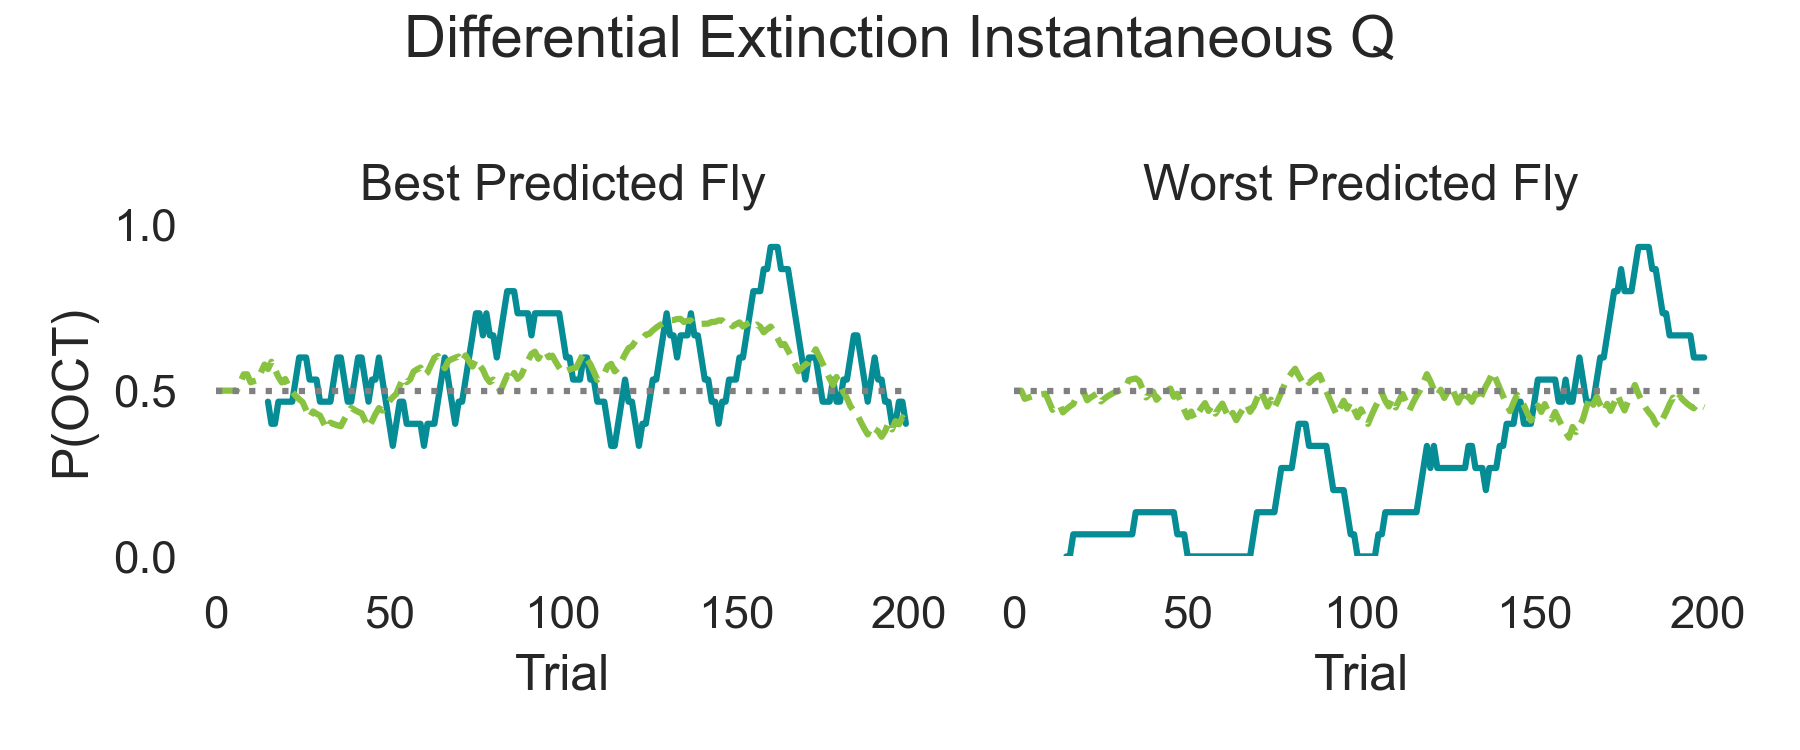 Differential Extinction Instantaneous Q
Best Predicted Fly
Worst Predicted Fly
1.0
0.5
0.0
P(OCT)
0 50 100 150 200
0 50 100 150 200
Trial
Trial